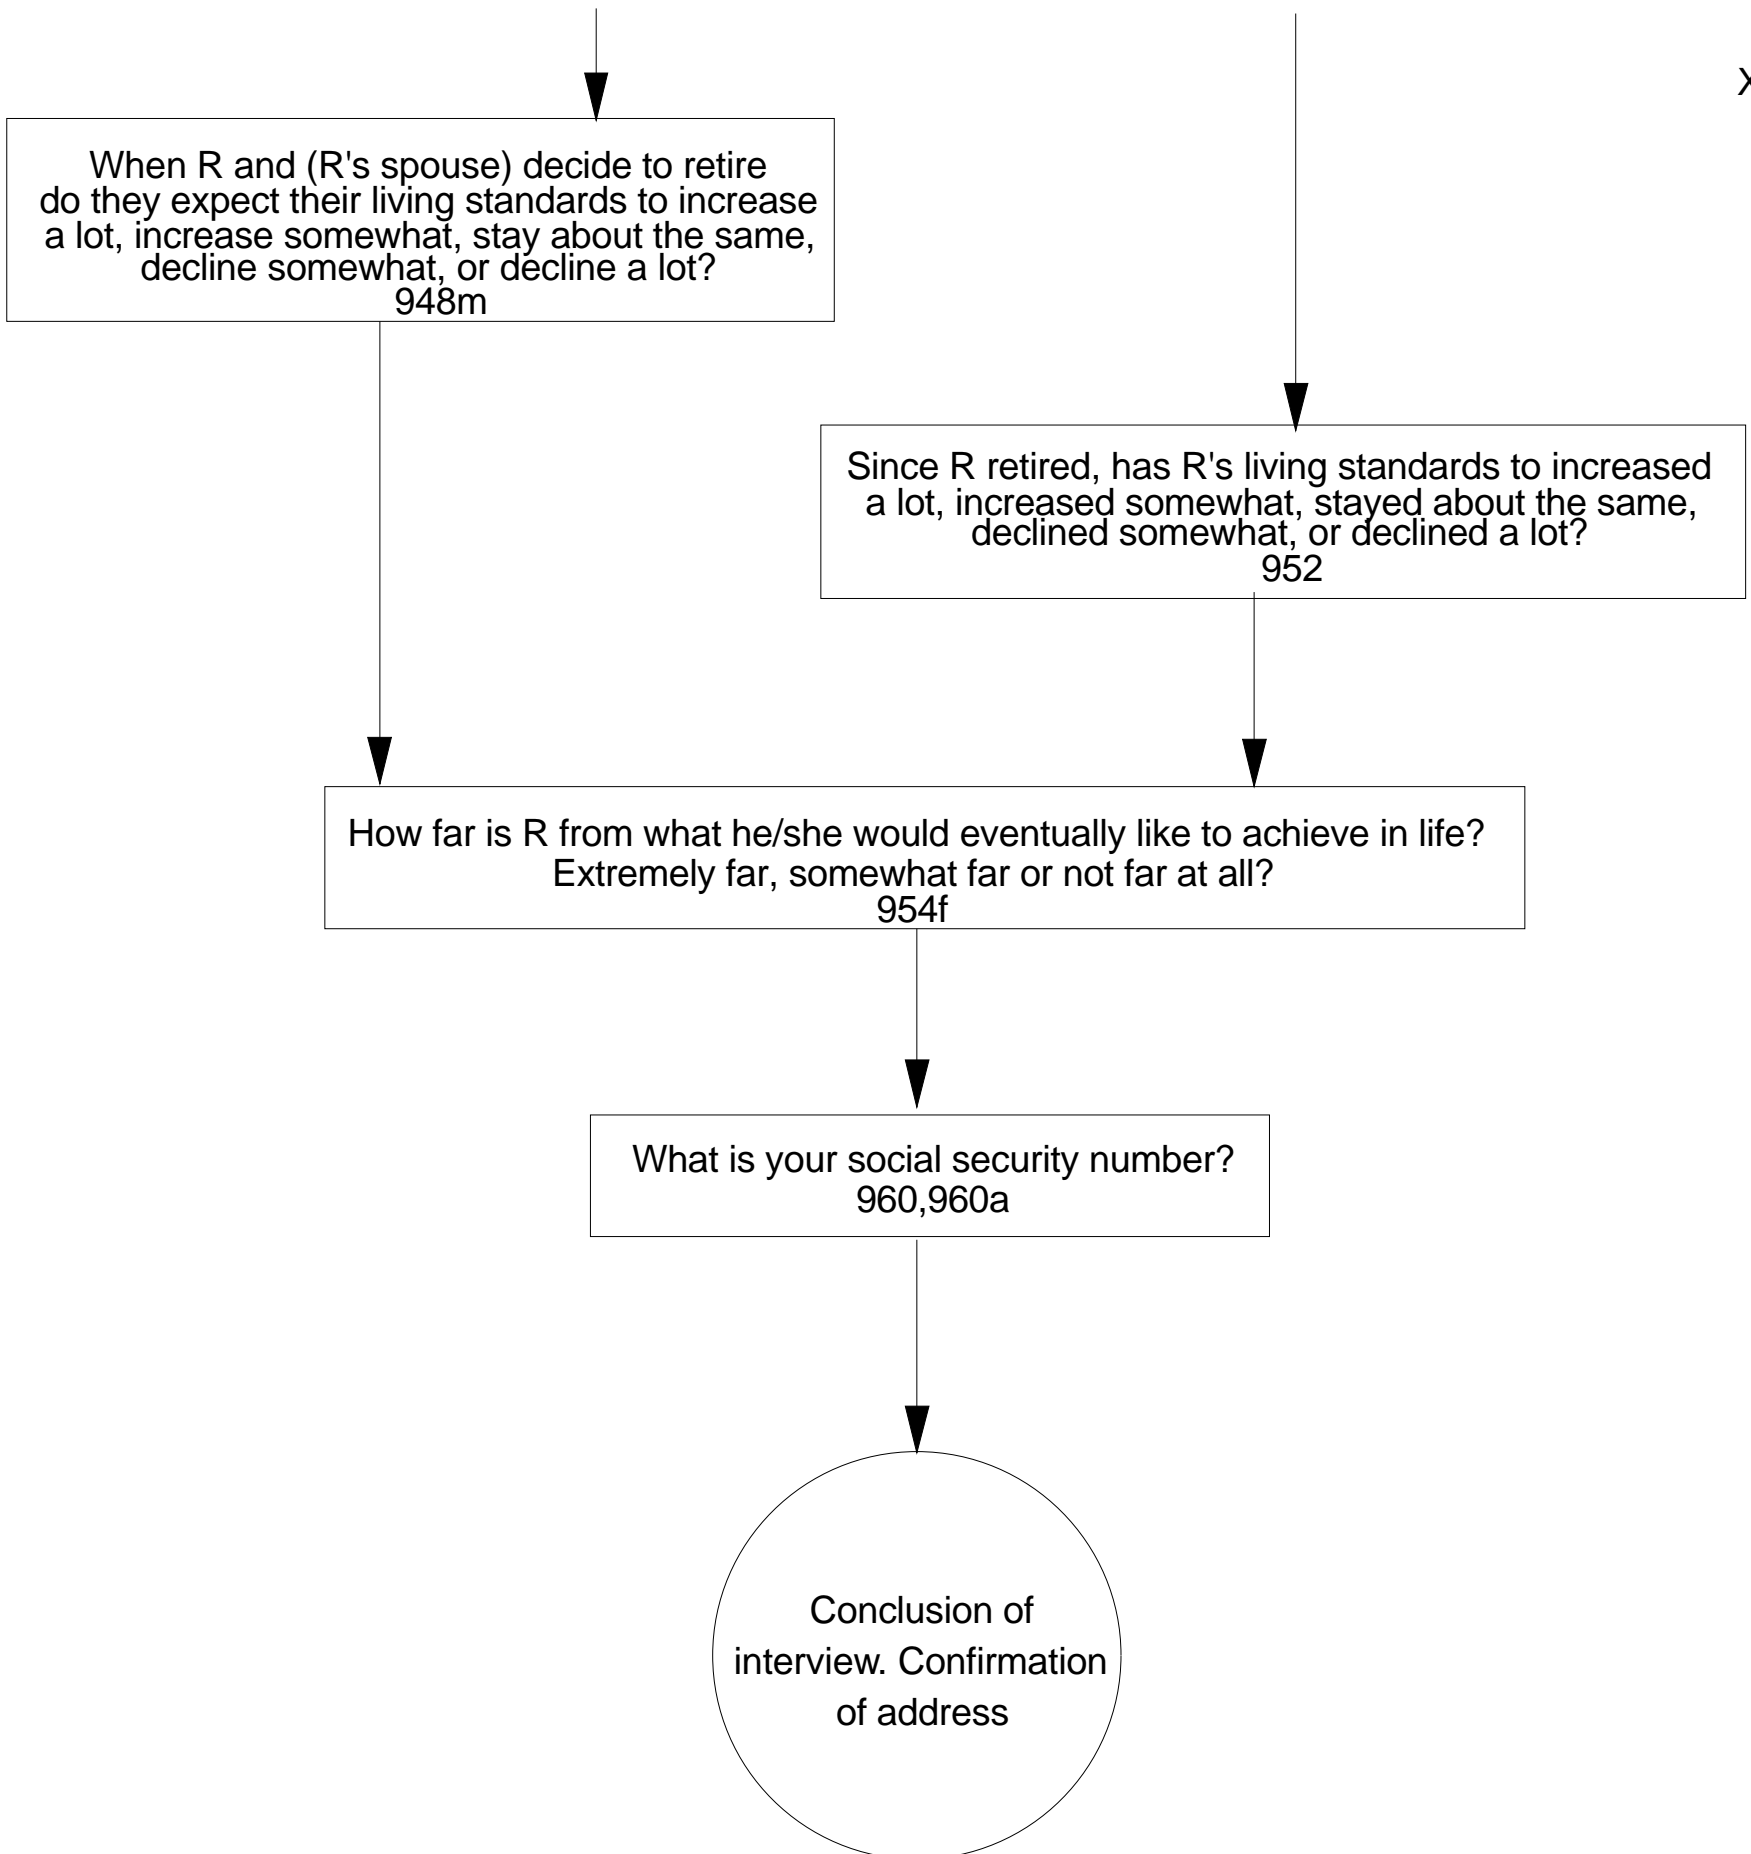 X
When R and (R's spouse) decide to retire
do they expect their living standards to increase
a lot, increase somewhat, stay about the same,
decline somewhat, or decline a lot?
948m
Since R retired, has R's living standards to increased
a lot, increased somewhat, stayed about the same,
declined somewhat, or declined a lot?
952
How far is R from what he/she would eventually like to achieve in life?
Extremely far, somewhat far or not far at all?
954f
What is your social security number?
960,960a
Conclusion of
interview. Confirmation
of address